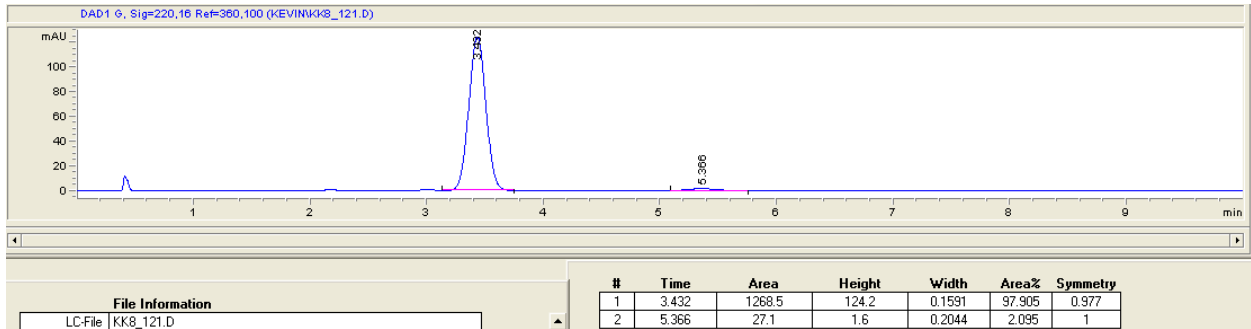 DAD1 G, Sig=220,16 Ref=360,100 (KEVIN\KK8_121.D)
mAU
100
80
60
40
20
0
3.432
5.366
1 2 3 4 5 6 7 8 9 min
# Time Area Height Width Area% Symmetry
1 3.432 1268.5 124.2 0.1591 97.905 0.977
2 5.366 27.1 1.6 0.2044 2.095 1
File Information
LC-File KK8_121.D